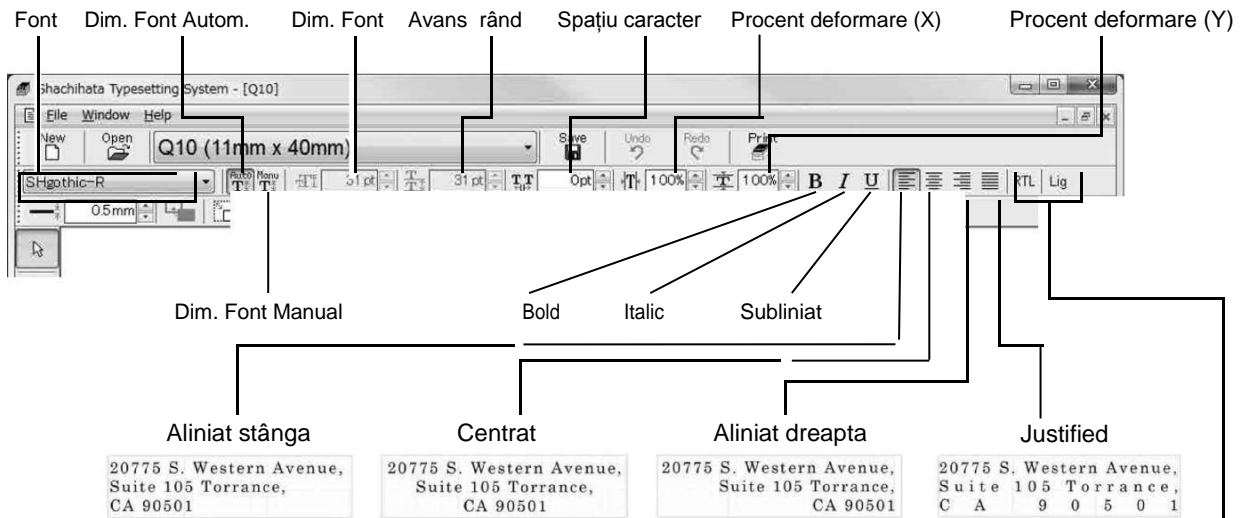 Font Dim. Font Autom. Dim. Font Avans rând Spațiu caracter Procent deformare (X) Procent deformare (Y)
Shachihata Typesetting System - [Q10]
File Window Help
New Open Q10 (11mm x 40mm) Save Undo Redo Print
SHgothic-R Auto Manu 31 pt 31 pt 0pt 100% 100% B I U RTL Lig
0.5mm
Dim. Font Manual Bold Italic Subliniat
Aliniat stânga Centrat Aliniat dreapta Justified
20775 S. Western Avenue, 20775 S. Western Avenue, 20775 S. Western Avenue, 20775 S. Western Avenue,
Suite 105 Torrance, Suite 105 Torrance, Suite 105 Torrance, Suite 105 Torrance,
CA 90501 CA 90501 CA 90501 C A 9 0 5 0 1